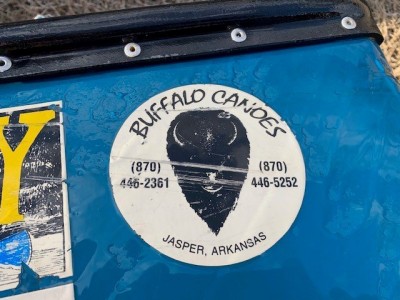 BUFFALO CANOES
(870)
446-2361
(870)
446-5252
JASPER, ARKANSAS
Y